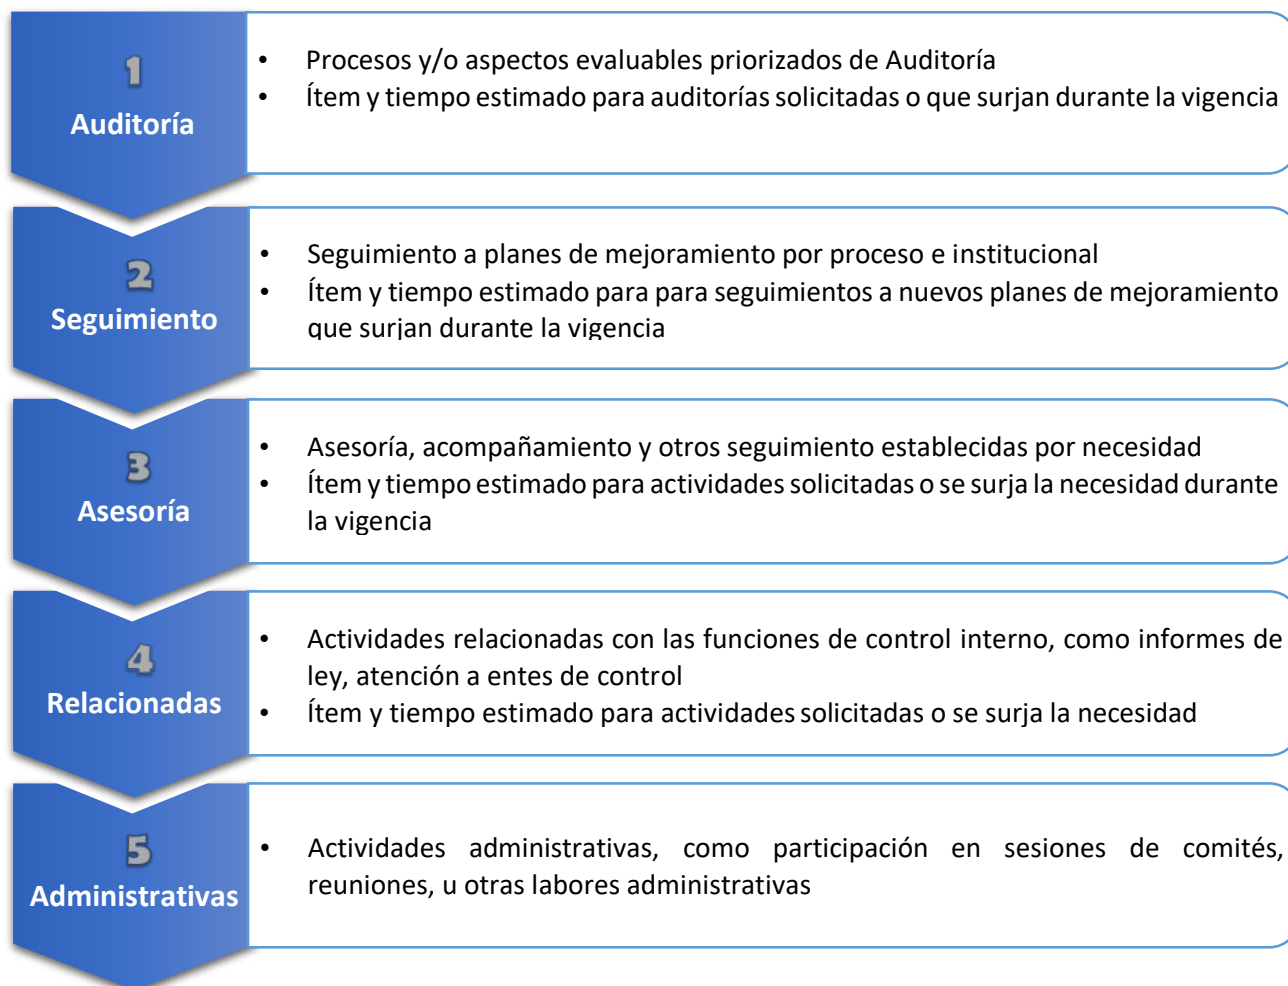 1
Auditoría
• Procesos y/o aspectos evaluables priorizados de Auditoría
• Ítem y tiempo estimado para auditorías solicitadas o que surjan durante la vigencia
2
Seguimiento
• Seguimiento a planes de mejoramiento por proceso e institucional
• Ítem y tiempo estimado para para seguimientos a nuevos planes de mejoramiento
que surjan durante la vigencia
3
Asesoría
• Asesoría, acompañamiento y otros seguimiento establecidas por necesidad
• Ítem y tiempo estimado para actividades solicitadas o se surja la necesidad durante
la vigencia
4
Relacionadas
• Actividades relacionadas con las funciones de control interno, como informes de
ley, atención a entes de control
• Ítem y tiempo estimado para actividades solicitadas o se surja la necesidad
5
Administrativas
• Actividades administrativas, como participación en sesiones de comités,
reuniones, u otras labores administrativas